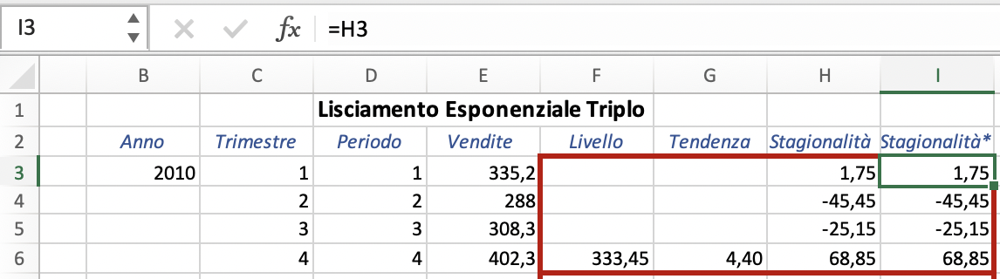 I3 fx =H3
B C D E F G H I
1 Lisciamento Esponenziale Triplo
2 Anno Trimestre Periodo Vendite Livello Tendenza Stagionalità Stagionalità*
3 2010 1 1 335,2 1,75 1,75
4 2 2 288 -45,45 -45,45
5 3 3 308,3 -25,15 -25,15
6 4 4 402,3 333,45 4,40 68,85 68,85